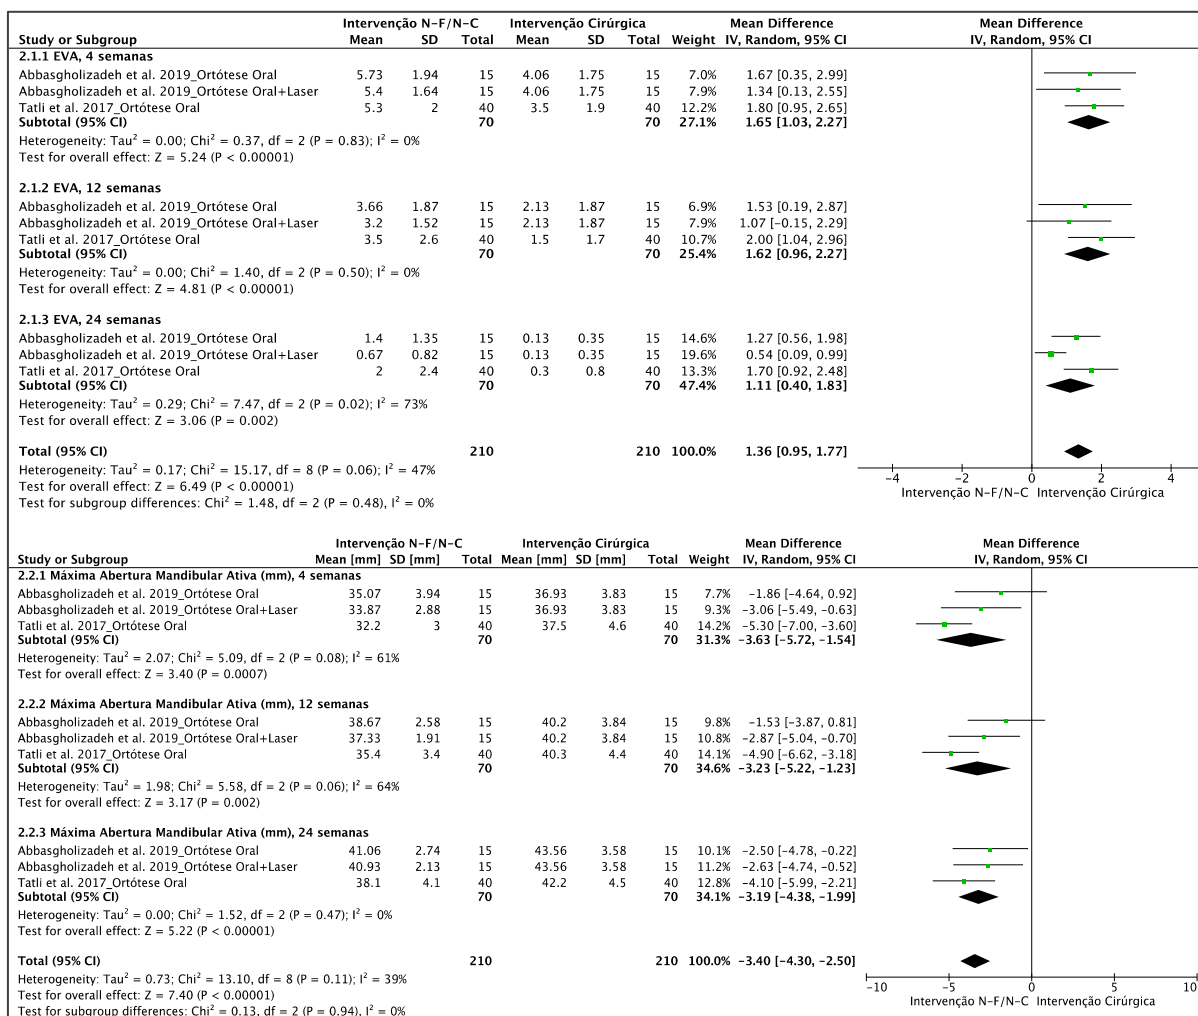 Intervenção N–F/N–C Intervenção Cirúrgica Mean Difference Mean Difference
Study or Subgroup Mean SD Total Mean SD Total Weight IV, Random, 95% CI IV, Random, 95% CI
2.1.1 EVA, 4 semanas
Abbasgholizadeh et al. 2019_Ortótese Oral 5.73 1.94 15 4.06 1.75 15 7.0% 1.67 [0.35, 2.99]
Abbasgholizadeh et al. 2019_Ortótese Oral+Laser 5.4 1.64 15 4.06 1.75 15 7.9% 1.34 [0.13, 2.55]
Tatli et al. 2017_Ortótese Oral 5.3 2 40 3.5 1.9 40 12.2% 1.80 [0.95, 2.65]
Subtotal (95% CI) 70 70 27.1% 1.65 [1.03, 2.27]
Heterogeneity: Tau² = 0.00; Chi² = 0.37, df = 2 (P = 0.83); I² = 0%
Test for overall effect: Z = 5.24 (P < 0.00001)
2.1.2 EVA, 12 semanas
Abbasgholizadeh et al. 2019_Ortótese Oral 3.66 1.87 15 2.13 1.87 15 6.9% 1.53 [0.19, 2.87]
Abbasgholizadeh et al. 2019_Ortótese Oral+Laser 3.2 1.52 15 2.13 1.87 15 7.9% 1.07 [−0.15, 2.29]
Tatli et al. 2017_Ortótese Oral 3.5 2.6 40 1.5 1.7 40 10.7% 2.00 [1.04, 2.96]
Subtotal (95% CI) 70 70 25.4% 1.62 [0.96, 2.27]
Heterogeneity: Tau² = 0.00; Chi² = 1.40, df = 2 (P = 0.50); I² = 0%
Test for overall effect: Z = 4.81 (P < 0.00001)
2.1.3 EVA, 24 semanas
Abbasgholizadeh et al. 2019_Ortótese Oral 1.4 1.35 15 0.13 0.35 15 14.6% 1.27 [0.56, 1.98]
Abbasgholizadeh et al. 2019_Ortótese Oral+Laser 0.67 0.82 15 0.13 0.35 15 19.6% 0.54 [0.09, 0.99]
Tatli et al. 2017_Ortótese Oral 2 2.4 40 0.3 0.8 40 13.3% 1.70 [0.92, 2.48]
Subtotal (95% CI) 70 70 47.4% 1.11 [0.40, 1.83]
Heterogeneity: Tau² = 0.29; Chi² = 7.47, df = 2 (P = 0.02); I² = 73%
Test for overall effect: Z = 3.06 (P = 0.002)
Total (95% CI) 210 210 100.0% 1.36 [0.95, 1.77]
Heterogeneity: Tau² = 0.17; Chi² = 15.17, df = 8 (P = 0.06); I² = 47%
Test for overall effect: Z = 6.49 (P < 0.00001)
Test for subgroup differences: Chi² = 1.48, df = 2 (P = 0.48), I² = 0%
−4 −2 0 2 4
Intervenção N–F/N–C Intervenção Cirúrgica
Intervenção N–F/N–C Intervenção Cirúrgica Mean Difference Mean Difference
Study or Subgroup Mean [mm] SD [mm] Total Mean [mm] SD [mm] Total Weight IV, Random, 95% CI IV, Random, 95% CI
2.2.1 Máxima Abertura Mandibular Ativa (mm), 4 semanas
Abbasgholizadeh et al. 2019_Ortótese Oral 35.07 3.94 15 36.93 3.83 15 7.7% −1.86 [−4.64, 0.92]
Abbasgholizadeh et al. 2019_Ortótese Oral+Laser 33.87 2.88 15 36.93 3.83 15 9.3% −3.06 [−5.49, −0.63]
Tatli et al. 2017_Ortótese Oral 32.2 3 40 37.5 4.6 40 14.2% −5.30 [−7.00, −3.60]
Subtotal (95% CI) 70 70 31.3% −3.63 [−5.72, −1.54]
Heterogeneity: Tau² = 2.07; Chi² = 5.09, df = 2 (P = 0.08); I² = 61%
Test for overall effect: Z = 3.40 (P = 0.0007)
2.2.2 Máxima Abertura Mandibular Ativa (mm), 12 semanas
Abbasgholizadeh et al. 2019_Ortótese Oral 38.67 2.58 15 40.2 3.84 15 9.8% −1.53 [−3.87, 0.81]
Abbasgholizadeh et al. 2019_Ortótese Oral+Laser 37.33 1.91 15 40.2 3.84 15 10.8% −2.87 [−5.04, −0.70]
Tatli et al. 2017_Ortótese Oral 35.4 3.4 40 40.3 4.4 40 14.1% −4.90 [−6.62, −3.18]
Subtotal (95% CI) 70 70 34.6% −3.23 [−5.22, −1.23]
Heterogeneity: Tau² = 1.98; Chi² = 5.58, df = 2 (P = 0.06); I² = 64%
Test for overall effect: Z = 3.17 (P = 0.002)
2.2.3 Máxima Abertura Mandibular Ativa (mm), 24 semanas
Abbasgholizadeh et al. 2019_Ortótese Oral 41.06 2.74 15 43.56 3.58 15 10.1% −2.50 [−4.78, −0.22]
Abbasgholizadeh et al. 2019_Ortótese Oral+Laser 40.93 2.13 15 43.56 3.58 15 11.2% −2.63 [−4.74, −0.52]
Tatli et al. 2017_Ortótese Oral 38.1 4.1 40 42.2 4.5 40 12.8% −4.10 [−5.99, −2.21]
Subtotal (95% CI) 70 70 34.1% −3.19 [−4.38, −1.99]
Heterogeneity: Tau² = 0.00; Chi² = 1.52, df = 2 (P = 0.47); I² = 0%
Test for overall effect: Z = 5.22 (P < 0.00001)
Total (95% CI) 210 210 100.0% −3.40 [−4.30, −2.50]
Heterogeneity: Tau² = 0.73; Chi² = 13.10, df = 8 (P = 0.11); I² = 39%
Test for overall effect: Z = 7.40 (P < 0.00001)
Test for subgroup differences: Chi² = 0.13, df = 2 (P = 0.94), I² = 0%
−10 −5 0 5 10
Intervenção N–F/N–C Intervenção Cirúrgica